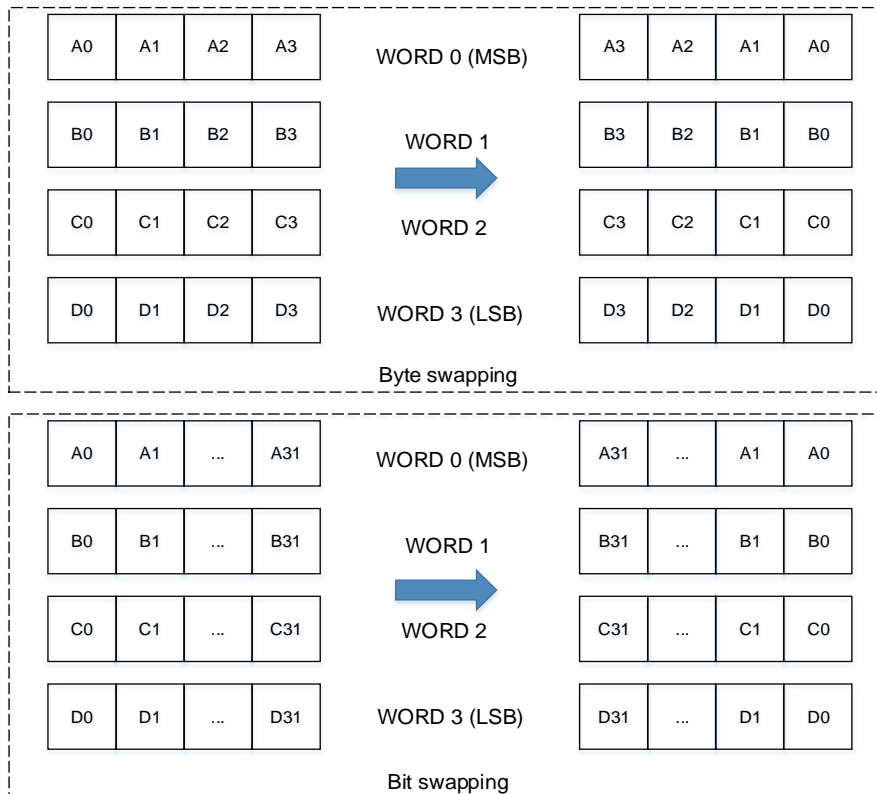 A0 A1 A2 A3 WORD 0 (MSB) A3 A2 A1 A0
B0 B1 B2 B3 WORD 1 B3 B2 B1 B0
C0 C1 C2 C3 WORD 2 C3 C2 C1 C0
D0 D1 D2 D3 WORD 3 (LSB) D3 D2 D1 D0
Byte swapping
A0 A1 ... A31 WORD 0 (MSB) A31 ... A1 A0
B0 B1 ... B31 WORD 1 B31 ... B1 B0
C0 C1 ... C31 WORD 2 C31 ... C1 C0
D0 D1 ... D31 WORD 3 (LSB) D31 ... D1 D0
Bit swapping